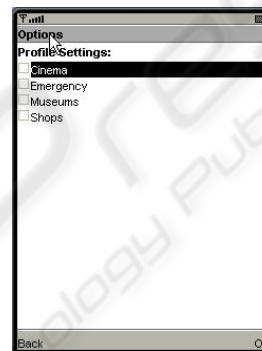 Options
Profile Settings:
Cinema
Emergency
Museums
Shops
Back